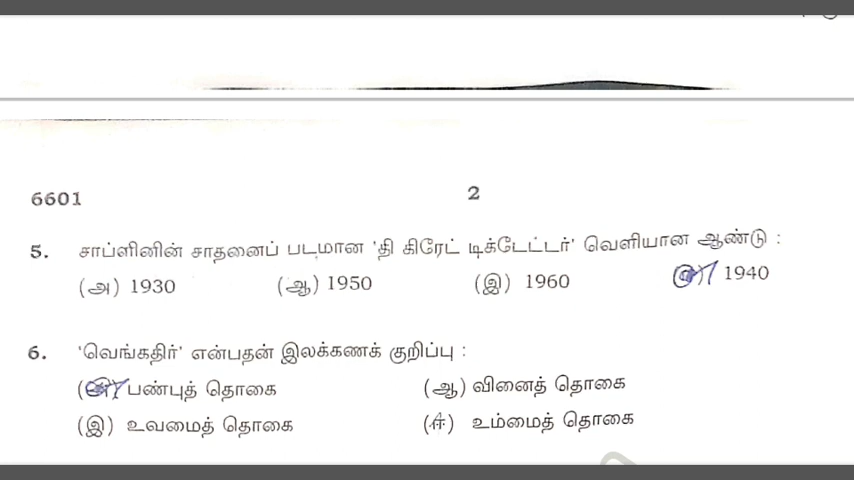 6601
2
5. சாப்ளினின் சாதனைப் படமான 'தி கிரேட் டிக்டேட்டர்' வெளியான ஆண்டு :
(அ) 1930 (ஆ) 1950 (இ) 1960 1940
6. 'வெங்கதிர்' என்பதன் இலக்கணக் குறிப்பு :
(அ) பண்புத் தொகை (ஆ) வினைத் தொகை
(இ) உவமைத் தொகை (ஈ) உம்மைத் தொகை